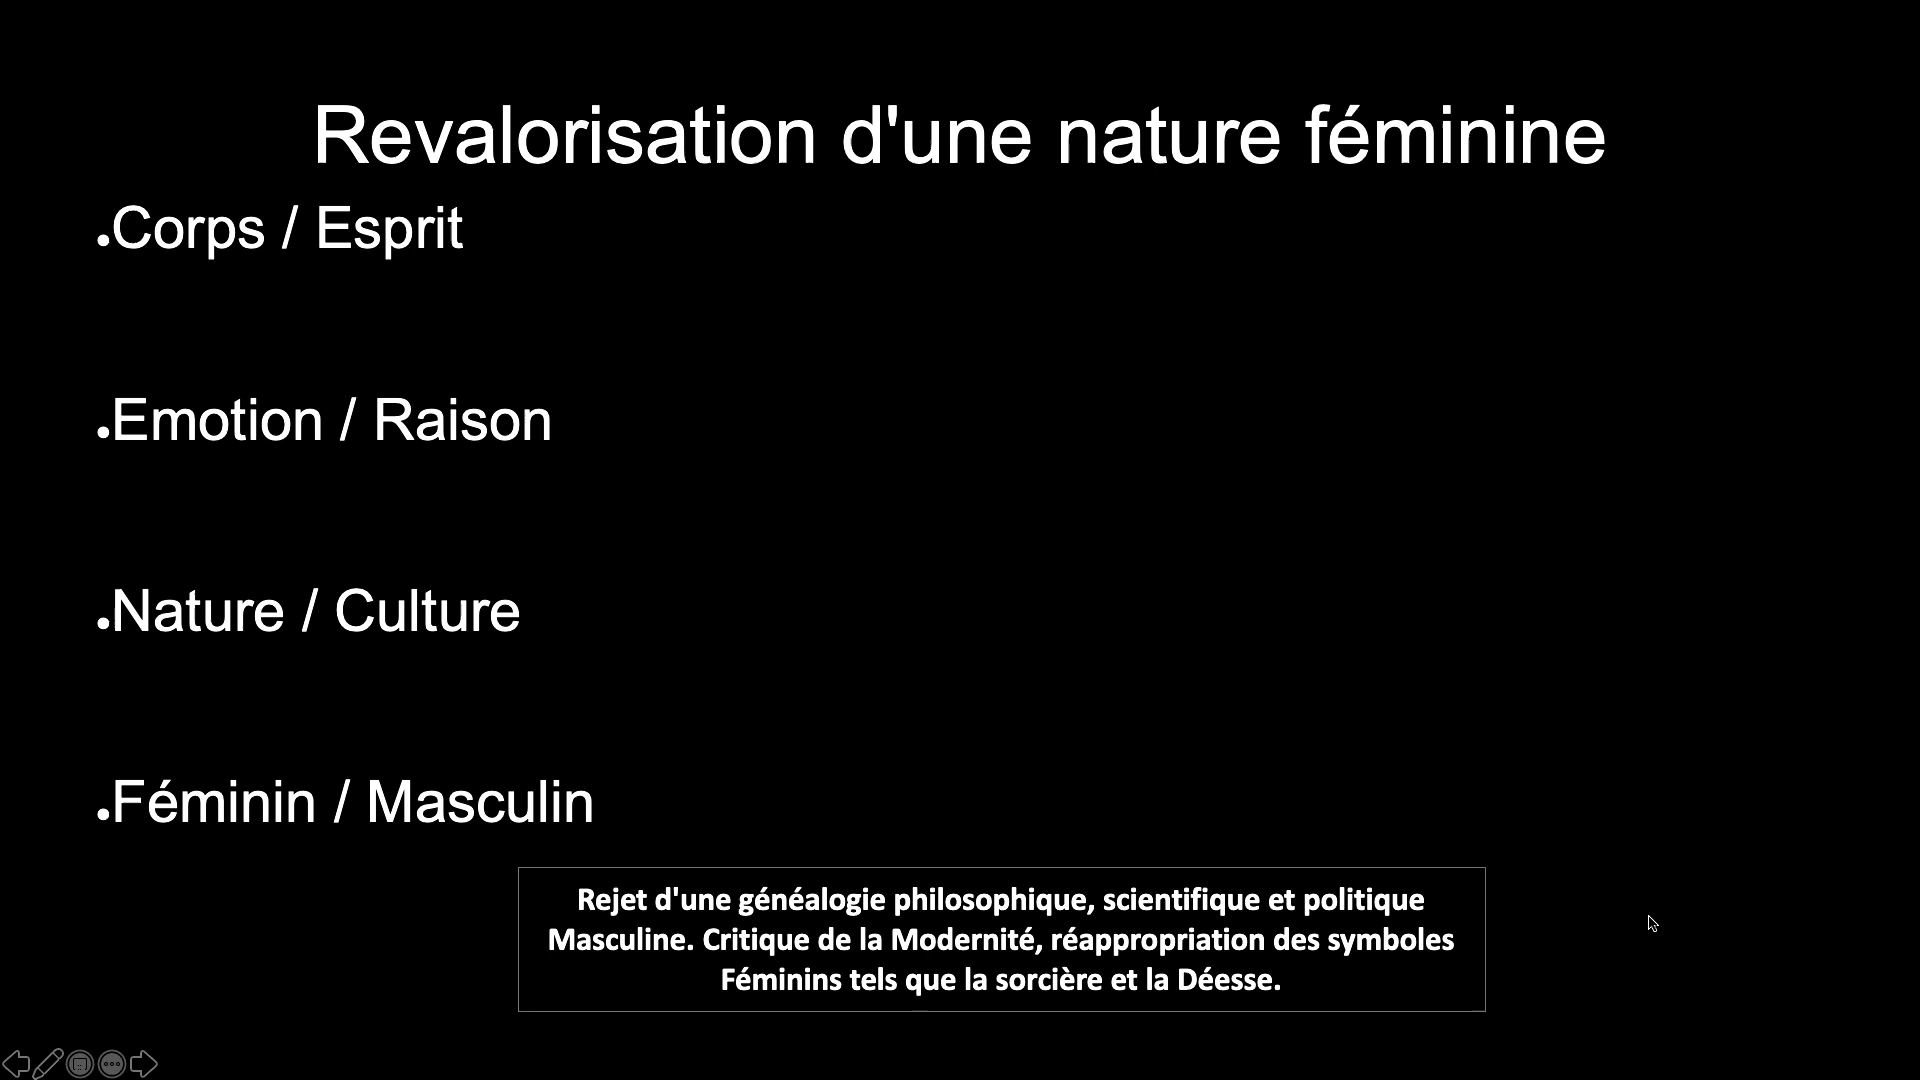 Revalorisation d'une nature féminine
●Corps / Esprit
●Emotion / Raison
●Nature / Culture
●Féminin / Masculin
Rejet d'une généalogie philosophique, scientifique et politique
Masculine. Critique de la Modernité, réappropriation des symboles
Féminins tels que la sorcière et la Déesse.